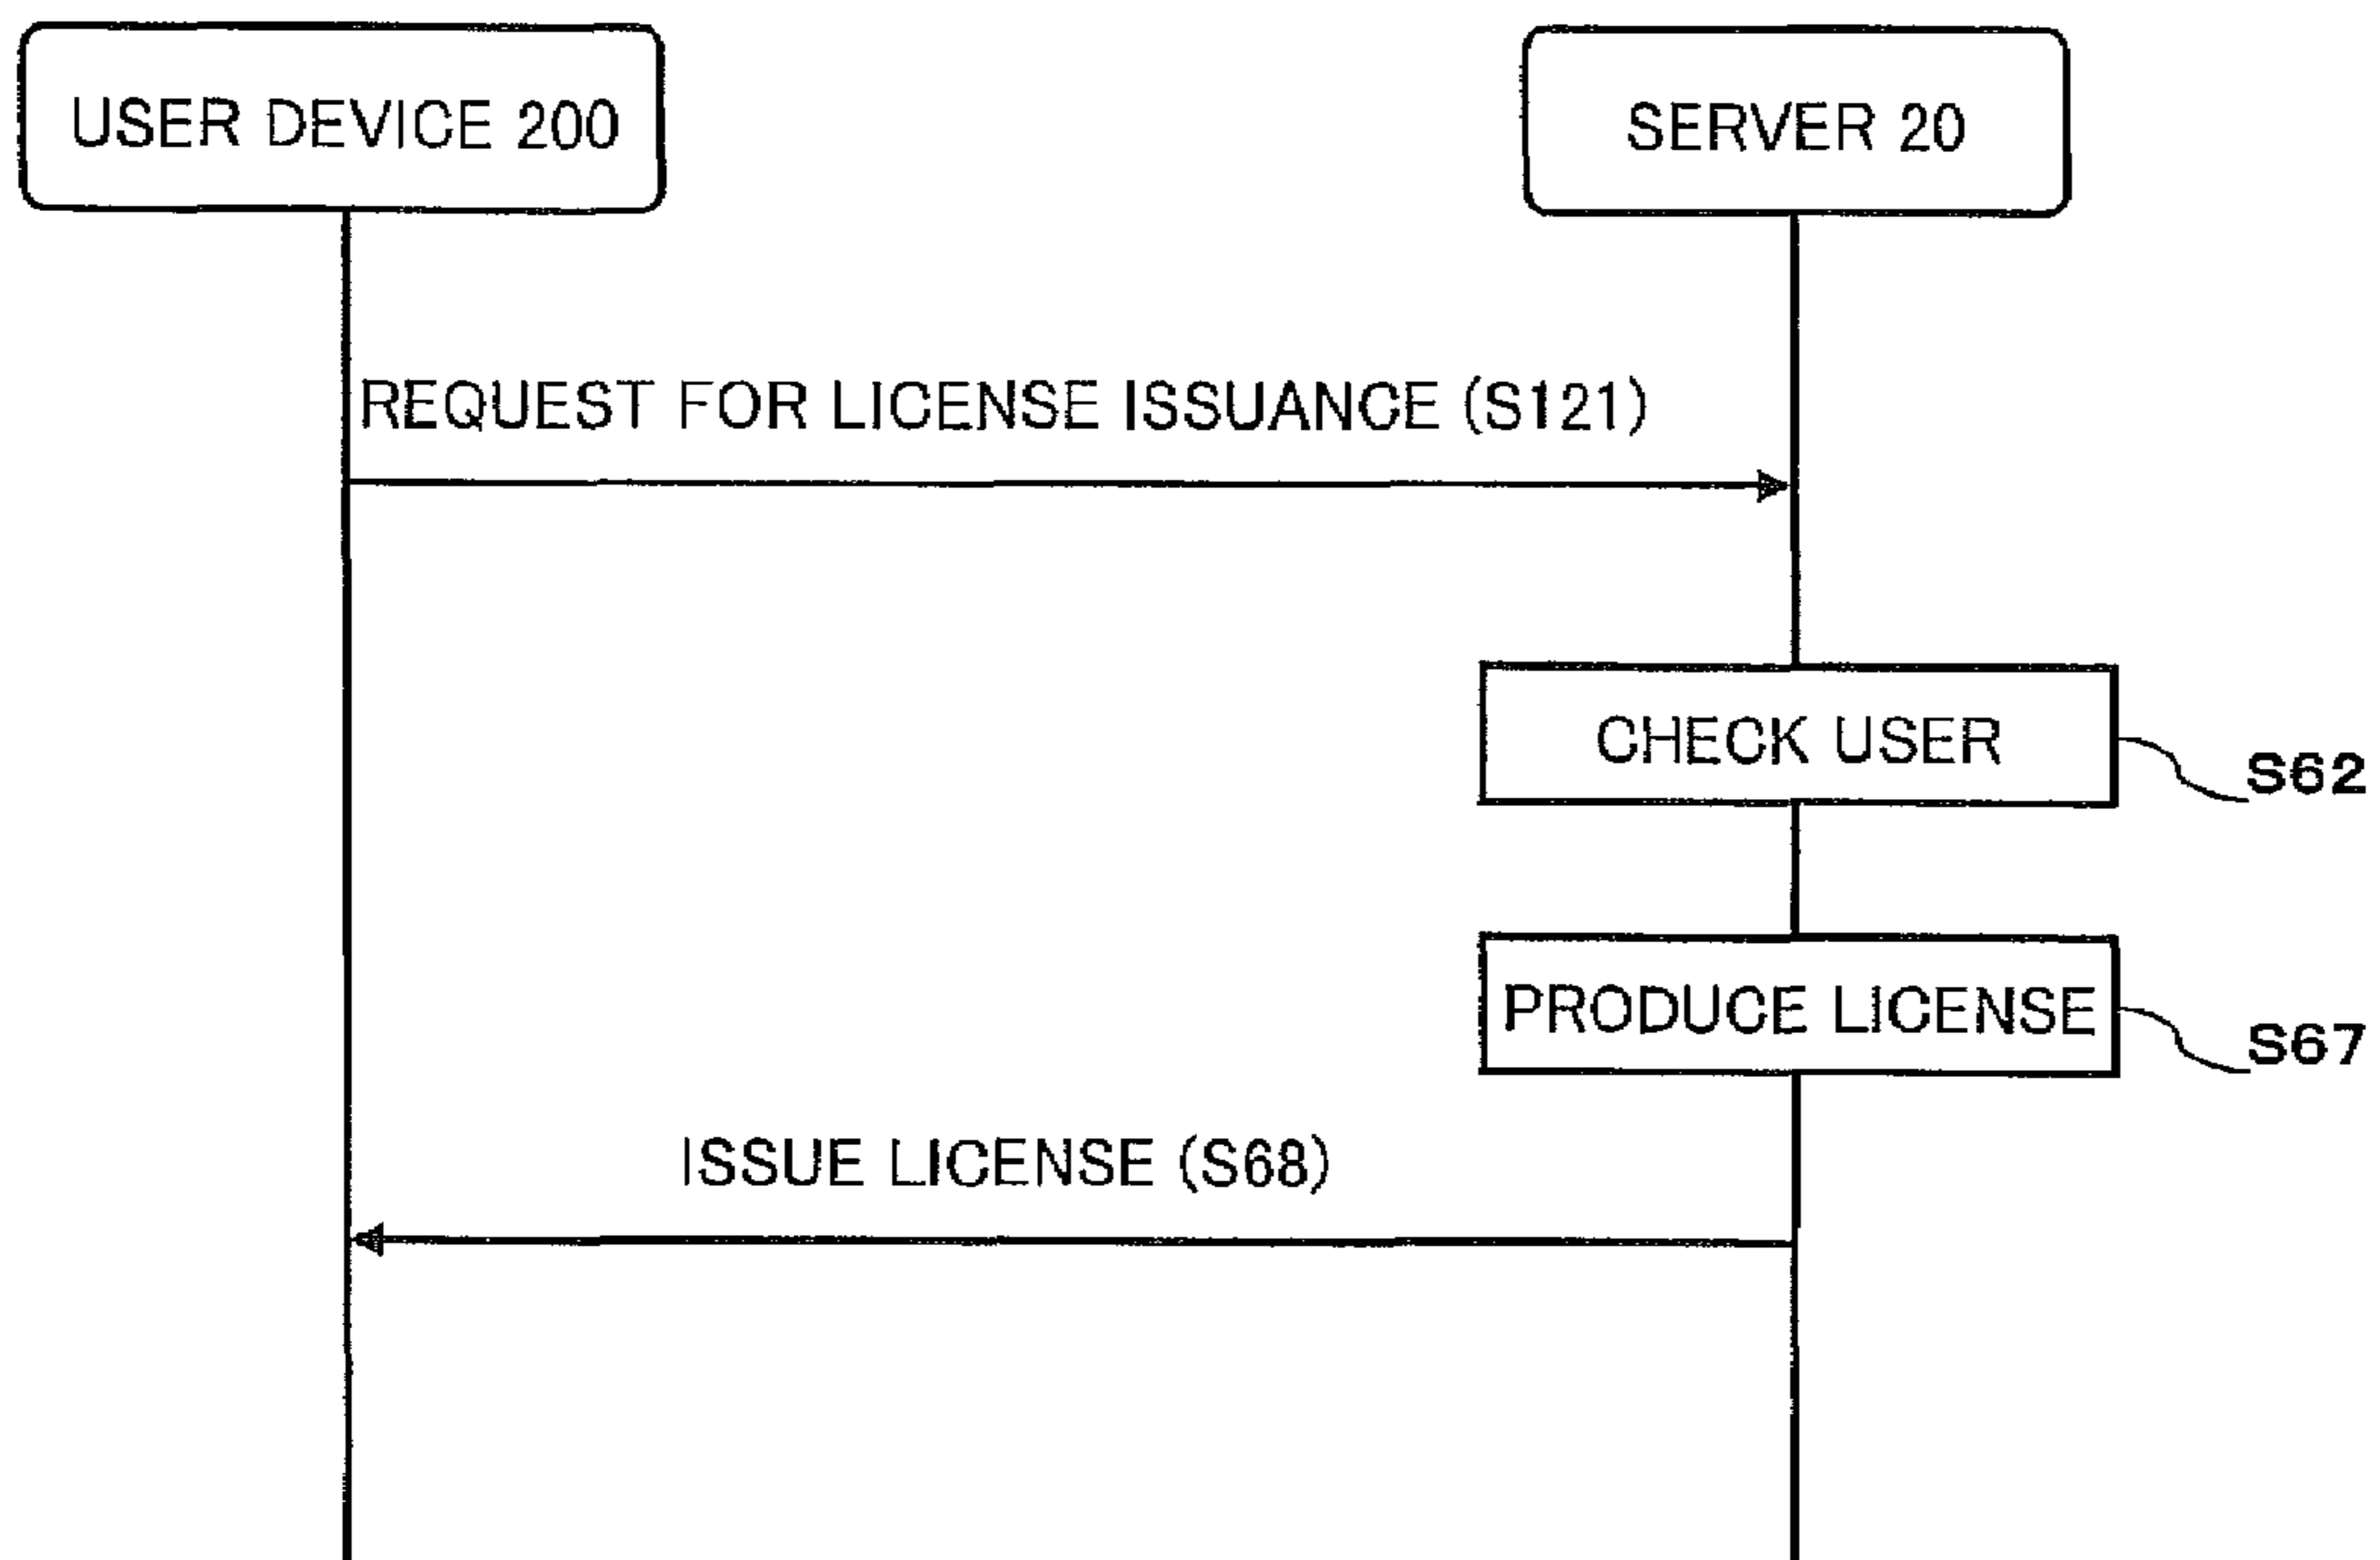 USER DEVICE 200
SERVER 20
REQUEST FOR LICENSE ISSUANCE (S121)
CHECK USER
S62
PRODUCE LICENSE
S67
ISSUE LICENSE (S68)